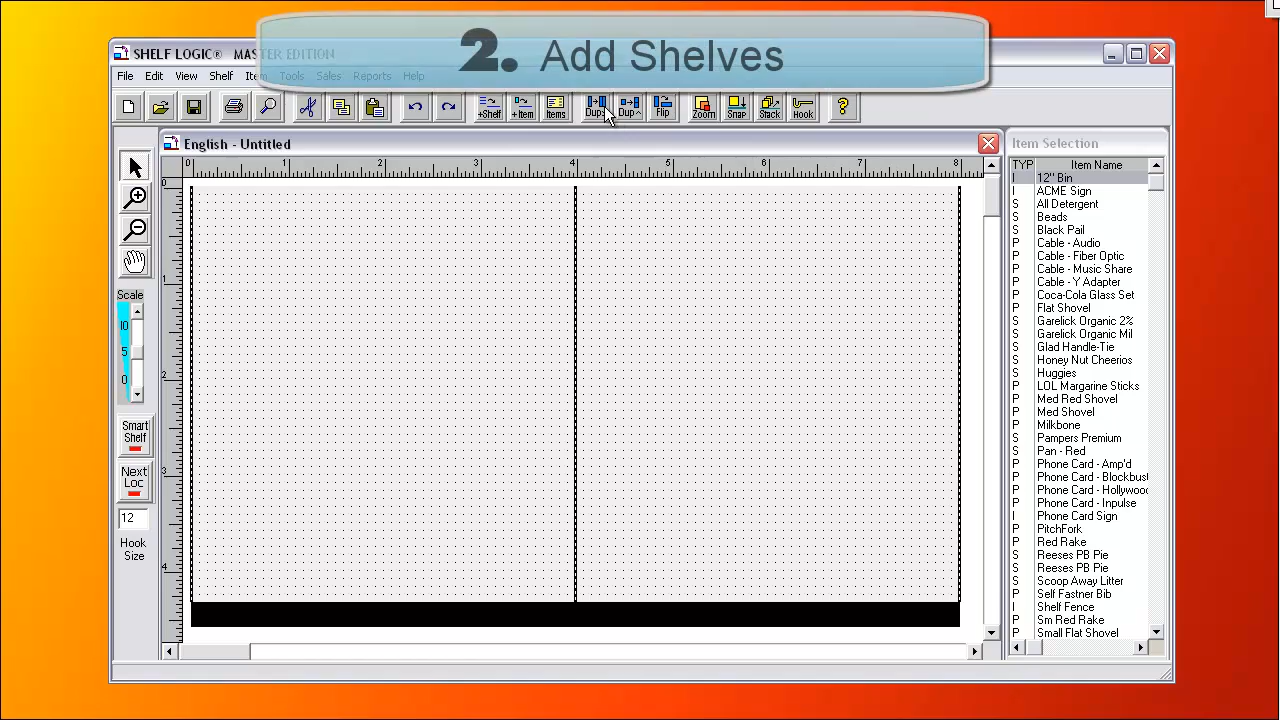 2. Add Shelves
SHELF LOGIC® MASTER EDITION
File Edit View Shelf Item Tools Sales Reports Help
+Shelf +Item Items Dup> Dup^ Flip Zoom Snap Stack Hook ?
English - Untitled
0 1 2 3 4 5 6 7 8
0
1
2
3
4
Scale
10
5
0
Smart
Shelf
Next
Loc
12
Hook
Size
Item Selection
TYP Item Name
I 12" Bin
I ACME Sign
S All Detergent
S Beads
S Black Pail
P Cable - Audio
P Cable - Fiber Optic
P Cable - Music Share
P Cable - Y Adapter
P Coca-Cola Glass Set
P Flat Shovel
S Garelick Organic 2%
S Garelick Organic Mil
S Glad Handle-Tie
S Honey Nut Cheerios
S Huggies
P LOL Margarine Sticks
P Med Red Shovel
P Med Shovel
P Milkbone
S Pampers Premium
S Pan - Red
P Phone Card - Amp'd
P Phone Card - Blockbust
P Phone Card - Hollywood
P Phone Card - Inpulse
I Phone Card Sign
P PitchFork
P Red Rake
S Reeses PB Pie
S Reeses PB Pie
S Scoop Away Litter
P Self Fastner Bib
I Shelf Fence
P Sm Red Rake
P Small Flat Shovel